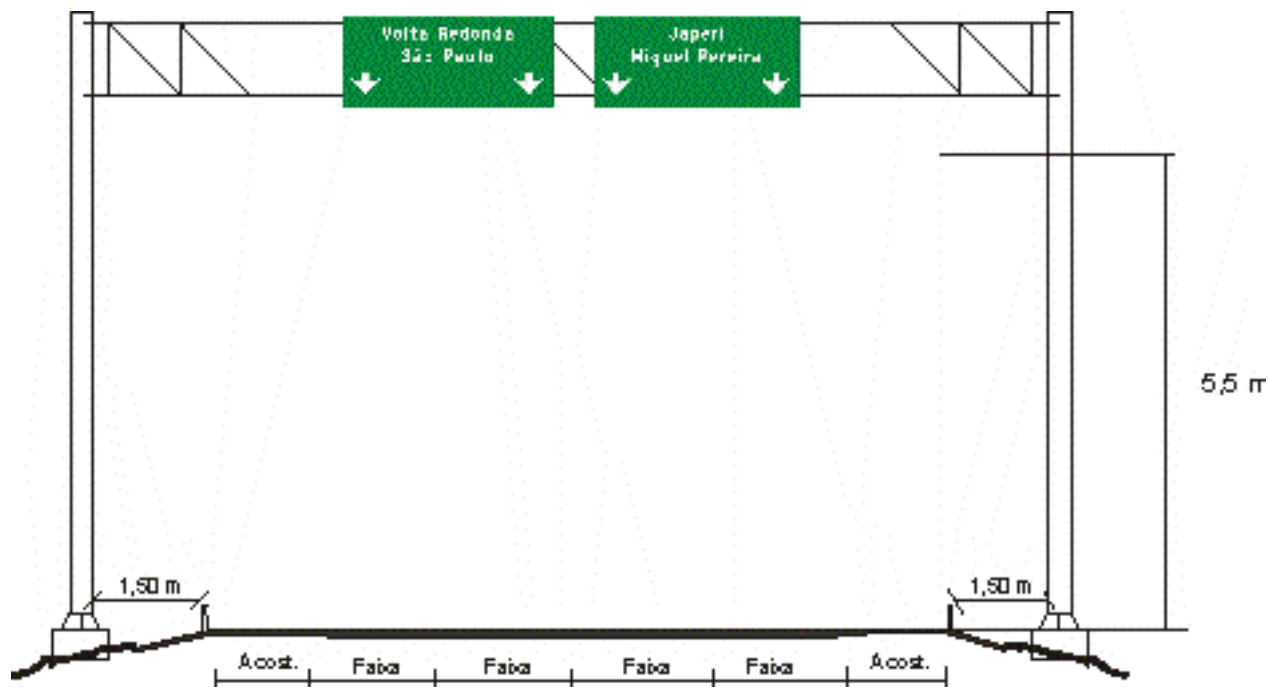 Volta Redonda
São Paulo
Japeri
Miguel Pereira
5,5 m
1,50 m
1,50 m
Acost. Faixa Faixa Faixa Faixa Acost.